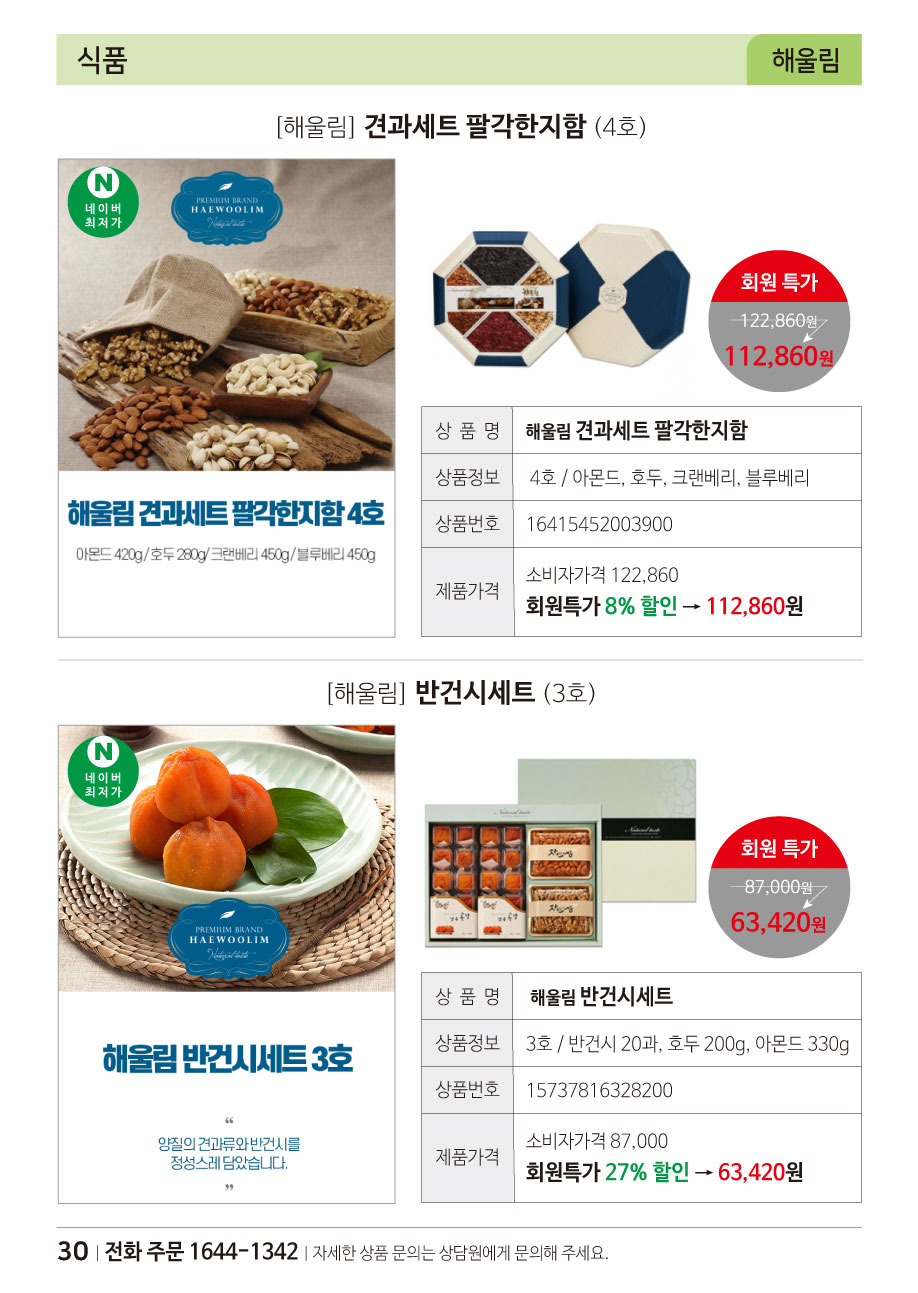 식품
해울림
[해울림] 견과세트 팔각한지함 (4호)
N
네이버
최저가
PREMIUM BRAND
HAEWOOLIM
Natural taste
회원 특가
122,860원
112,860원
상 품 명 해울림 견과세트 팔각한지함
상품정보 4호 / 아몬드, 호두, 크랜베리, 블루베리
상품번호 16415452003900
제품가격 소비자가격 122,860
회원특가 8% 할인 → 112,860원
해울림 견과세트 팔각한지함 4호
아몬드 420g / 호두 280g/ 크랜베리 450g / 블루베리 450g
[해울림] 반건시세트 (3호)
N
네이버
최저가
PREMIUM BRAND
HAEWOOLIM
Natural taste
Natural taste
Natural taste
회원 특가
87,000원
63,420원
상 품 명 해울림 반건시세트
상품정보 3호 / 반건시 20과, 호두 200g, 아몬드 330g
상품번호 15737816328200
제품가격 소비자가격 87,000
회원특가 27% 할인 → 63,420원
해울림 반건시세트 3호
“
양질의 견과류와 반건시를
정성스레 담았습니다.
”
30 | 전화 주문 1644-1342 | 자세한 상품 문의는 상담원에게 문의해 주세요.